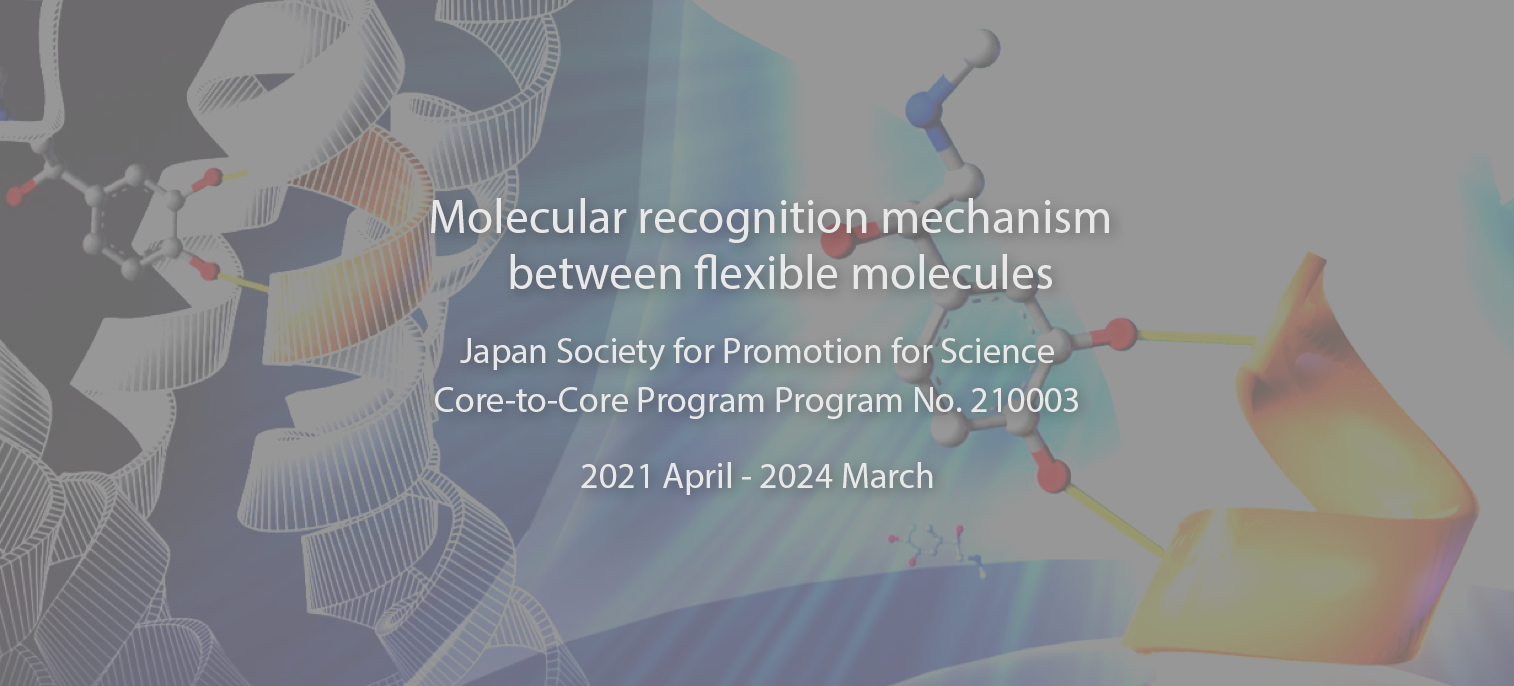 Molecular recognition mechanism
between flexible molecules
Japan Society for Promotion for Science
Core-to-Core Program Program No. 210003
2021 April - 2024 March